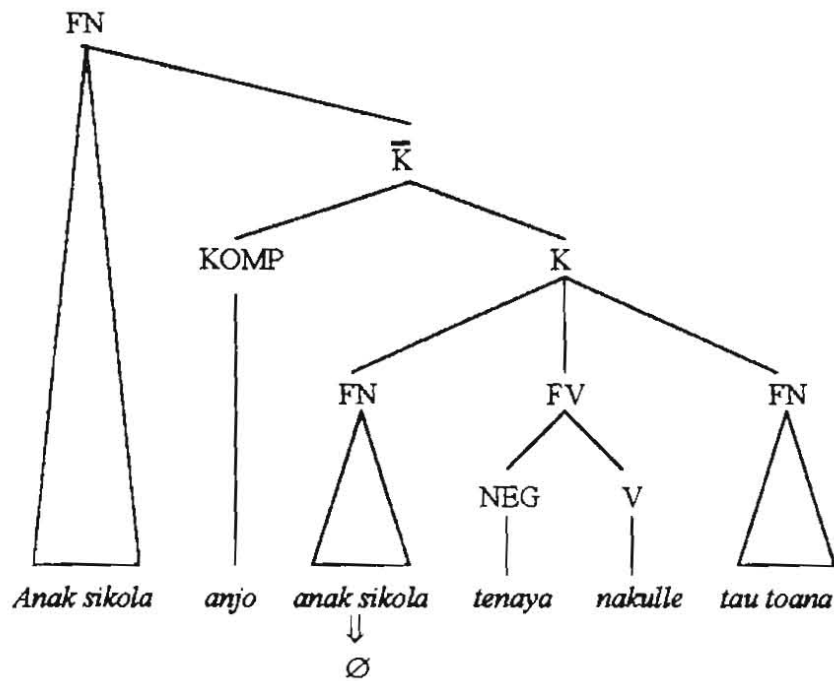 FN
K̿
KOMP K
FN FV FN
NEG V
Anak sikola anjo anak sikola tenaya nakulle tau toana
⇓
∅